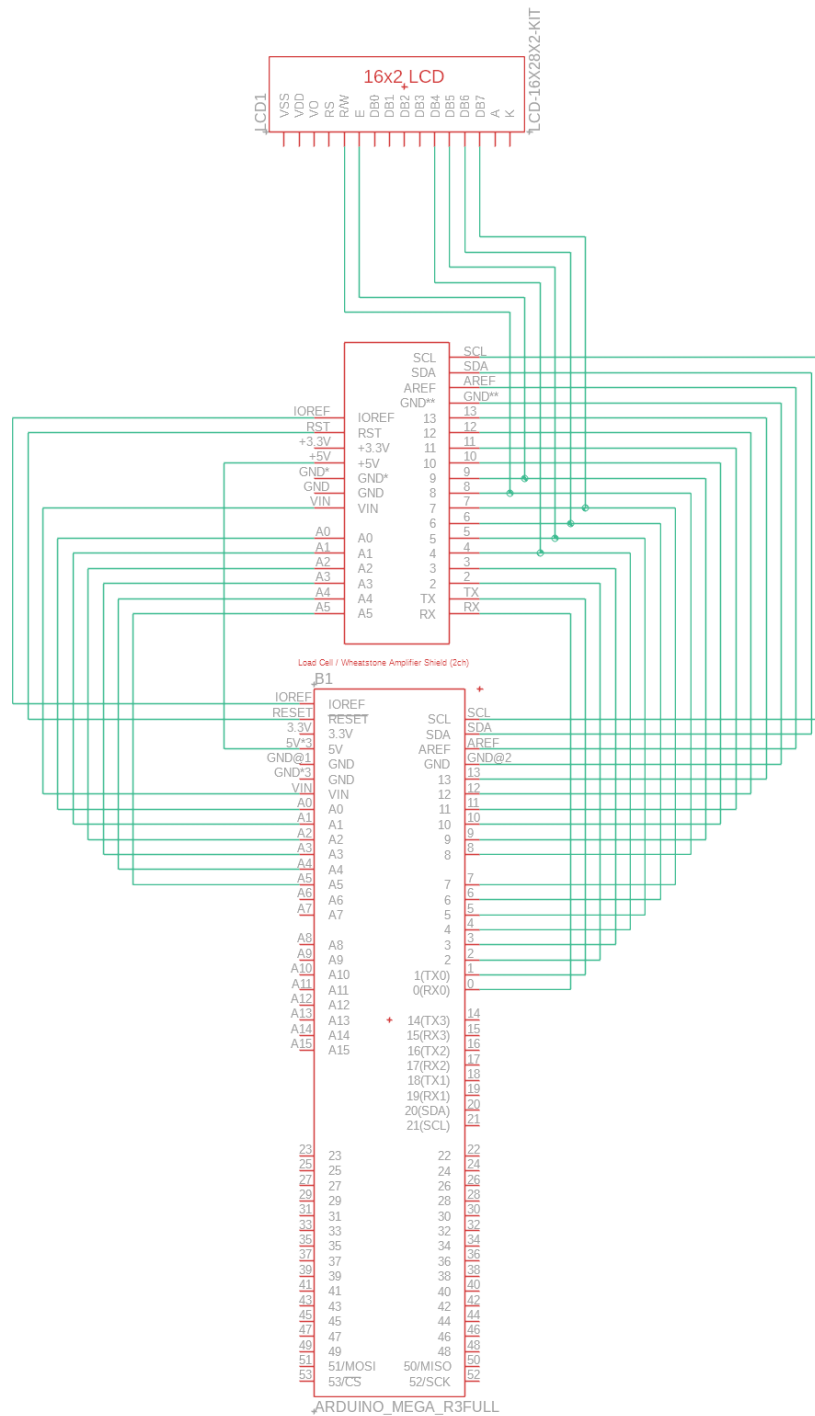 LCD-16X28X2-KIT
16x2 LCD
LCD1
VSS
VDD
VO
RS
R/W
E
DB0
DB1
DB2
DB3
DB4
DB5
DB6
DB7
A
K
SCL SCL
SDA SDA
AREF AREF
GND** GND**
IOREF IOREF 13 13
RST RST 12 12
+3.3V +3.3V 11 11
+5V +5V 10 10
GND* GND* 9 9
GND GND 8 8
VIN VIN 7 7
6 6
A0 A0 5 5
A1 A1 4 4
A2 A2 3 3
A3 A3 2 2
A4 A4 TX TX
A5 A5 RX RX
Load Cell / Wheatstone Amplifier Shield (2ch)
B1
IOREF IOREF
RESET RESET SCL SCL
3.3V 3.3V SDA SDA
5V*3 5V AREF AREF
GND@1 GND GND GND@2
GND*3 GND 13 13
VIN VIN 12 12
A0 A0 11 11
A1 A1 10 10
A2 A2 9 9
A3 A3 8 8
A4 A4
A5 A5 7 7
A6 A6 6 6
A7 A7 5 5
4 4
A8 A8 3 3
A9 A9 2 2
A10 A10 1(TX0) 1
A11 A11 0(RX0) 0
A12 A12
A13 A13 14(TX3) 14
A14 A14 15(RX3) 15
A15 A15 16(TX2) 16
17(RX2) 17
18(TX1) 18
19(RX1) 19
20(SDA) 20
21(SCL) 21
23 23 22 22
25 25 24 24
27 27 26 26
29 29 28 28
31 31 30 30
33 33 32 32
35 35 34 34
37 37 36 36
39 39 38 38
41 41 40 40
43 43 42 42
45 45 44 44
47 47 46 46
49 49 48 48
51 51/MOSI 50/MISO 50
53 53/CS 52/SCK 52
ARDUINO_MEGA_R3FULL